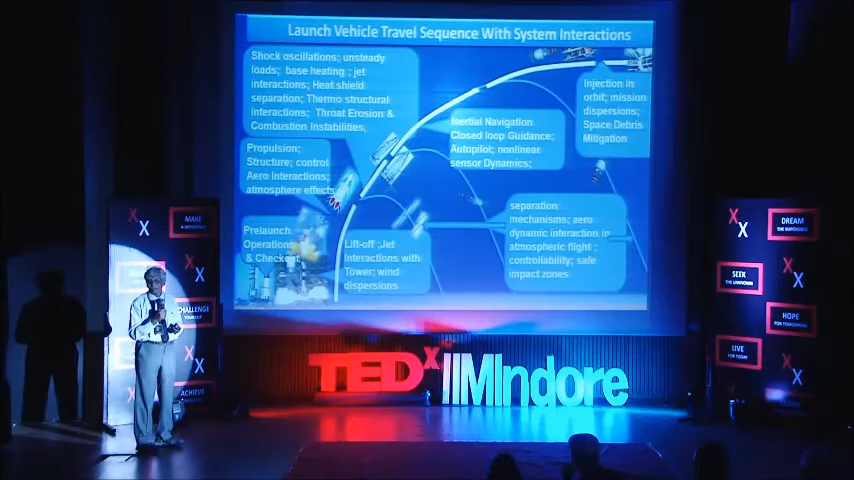 Launch Vehicle Travel Sequence With System Interactions
Shock oscillations; unsteady
loads; base heating ; jet
interactions; Heat shield
separation; Thermo structural
interactions; Throat Erosion &
Combustion Instabilities,
Injection in
orbit; mission
dispersions;
Space Debris
Mitigation
Inertial Navigation
Closed loop Guidance;
Autopilot; nonlinear
sensor Dynamics;
Propulsion;
Structure; control
Aero Interactions;
atmosphere effects
separation
mechanisms; aero
dynamic interaction in
atmospheric flight ;
controllability; safe
impact zones
Prelaunch
Operations
& Checkout
Lift-off ;Jet
Interactions with
Tower; wind
dispersions
X
X
MAKE
A DIFFERENCE
X
X
CHALLENGE
YOURSELF
X
X
ACHIEVE
X
X
DREAM
THE IMPOSSIBLE
SEEK
THE UNKNOWN
X
X
HOPE
FOR TOMORROW
LIVE
FOR TODAY
X
X
TEDx IIMIndore